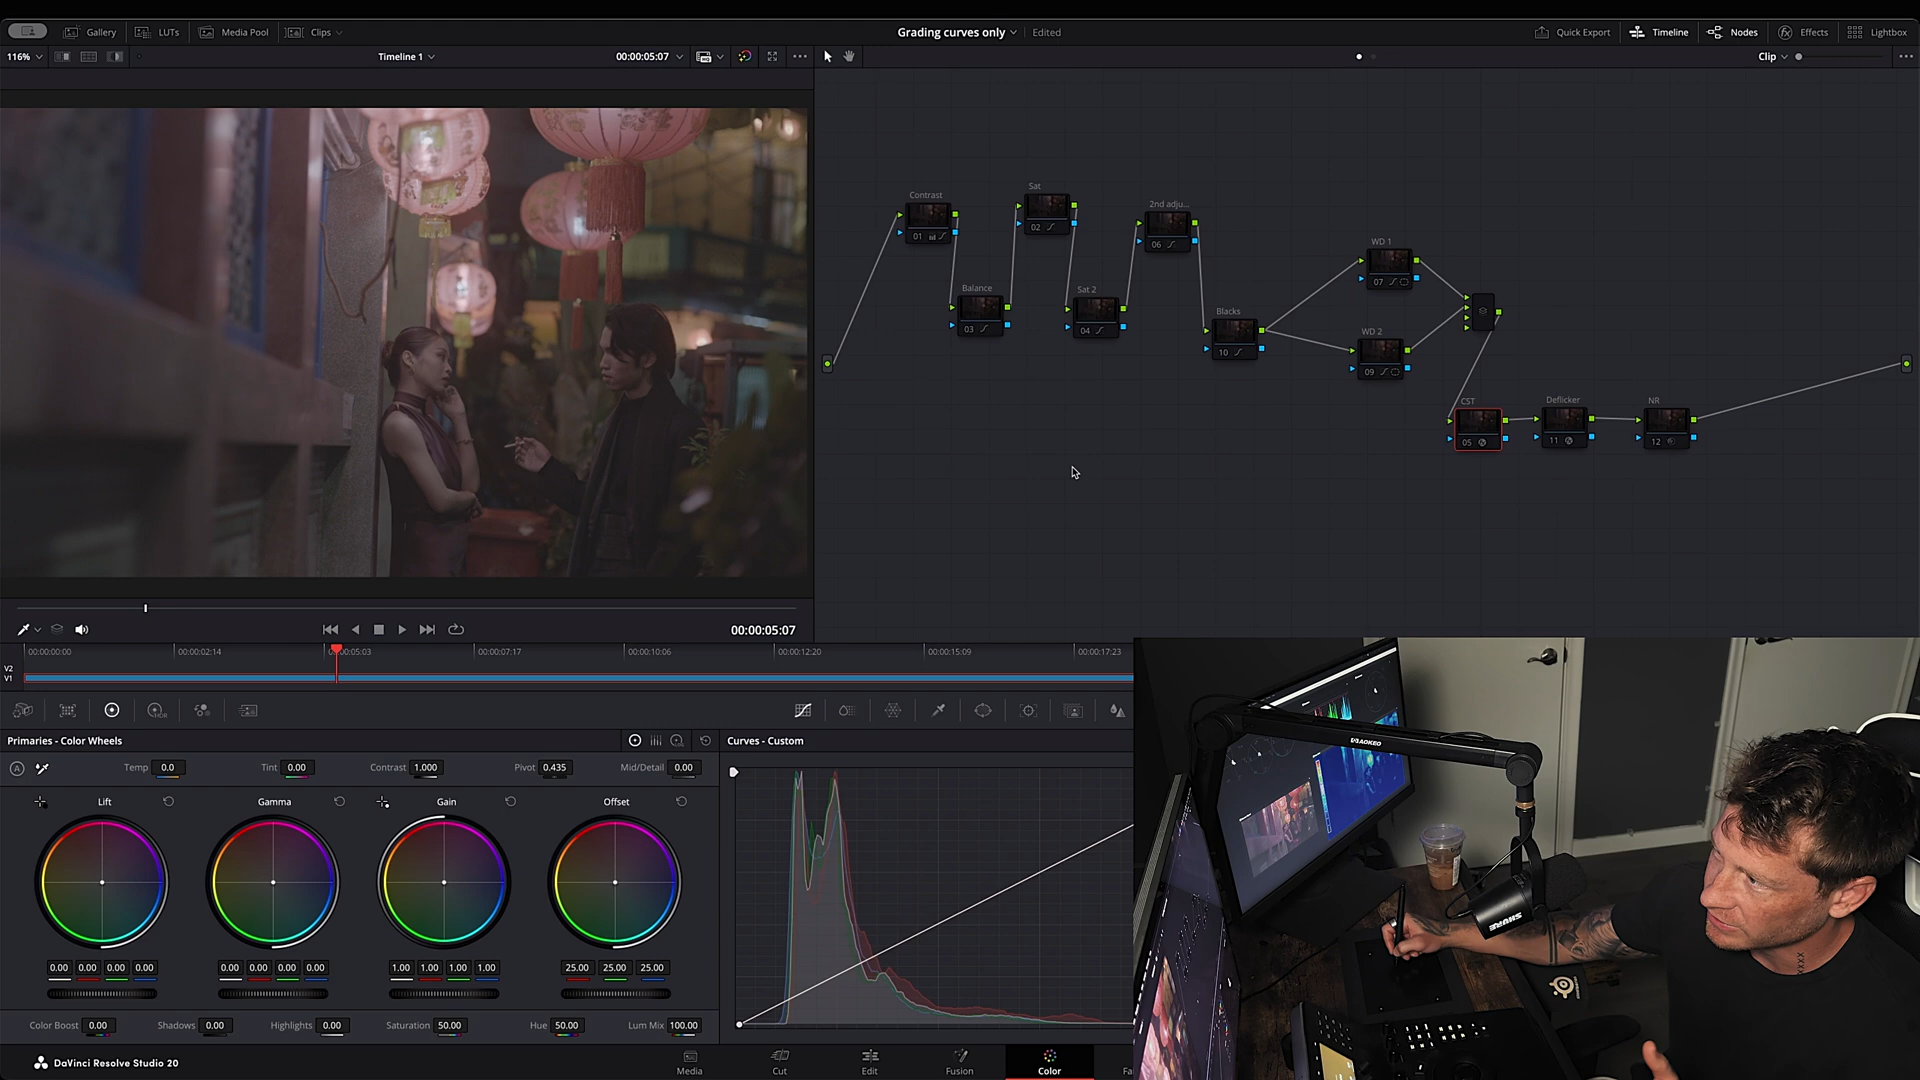 Gallery
LUTs
Media Pool
Clips
Grading curves only
Edited
Quick Export
Timeline
Nodes
Effects
Lightbox
116%
Timeline 1
00:00:05:07
Clip
Contrast
01
Sat
02
2nd adju...
06
Balance
03
Sat 2
04
Blacks
10
WD 1
07
WD 2
09
CST
05
Deflicker
11
NR
12
00:00:05:07
00:00:00:00
00:00:02:14
00:00:05:03
00:00:07:17
00:00:10:06
00:00:12:20
00:00:15:09
00:00:17:23
V2
V1
Primaries - Color Wheels
Curves - Custom
Temp 0.0
Tint 0.00
Contrast 1.000
Pivot 0.435
Mid/Detail 0.00
Lift
Gamma
Gain
Offset
0.00 0.00 0.00 0.00
0.00 0.00 0.00 0.00
1.00 1.00 1.00 1.00
25.00 25.00 25.00
Color Boost 0.00
Shadows 0.00
Highlights 0.00
Saturation 50.00
Hue 50.00
Lum Mix 100.00
DaVinci Resolve Studio 20
Media
Cut
Edit
Fusion
Color
Fa
SHURE